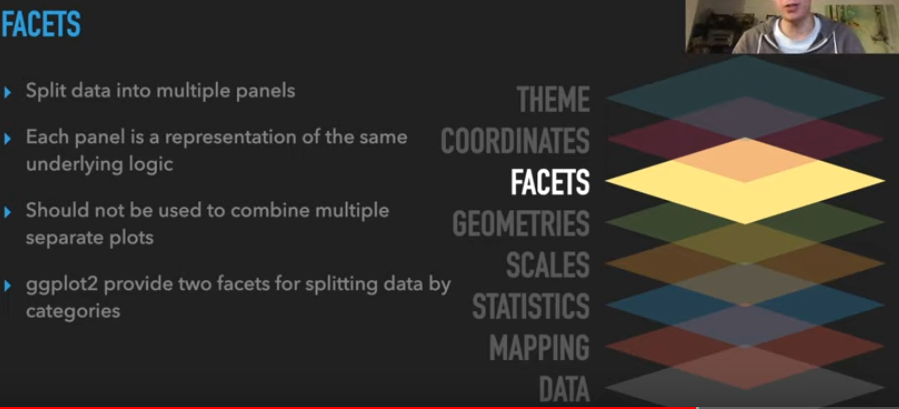 FACETS
Split data into multiple panels
Each panel is a representation of the same
underlying logic
Should not be used to combine multiple
separate plots
ggplot2 provide two facets for splitting data by
categories
THEME
COORDINATES
FACETS
GEOMETRIES
SCALES
STATISTICS
MAPPING
DATA